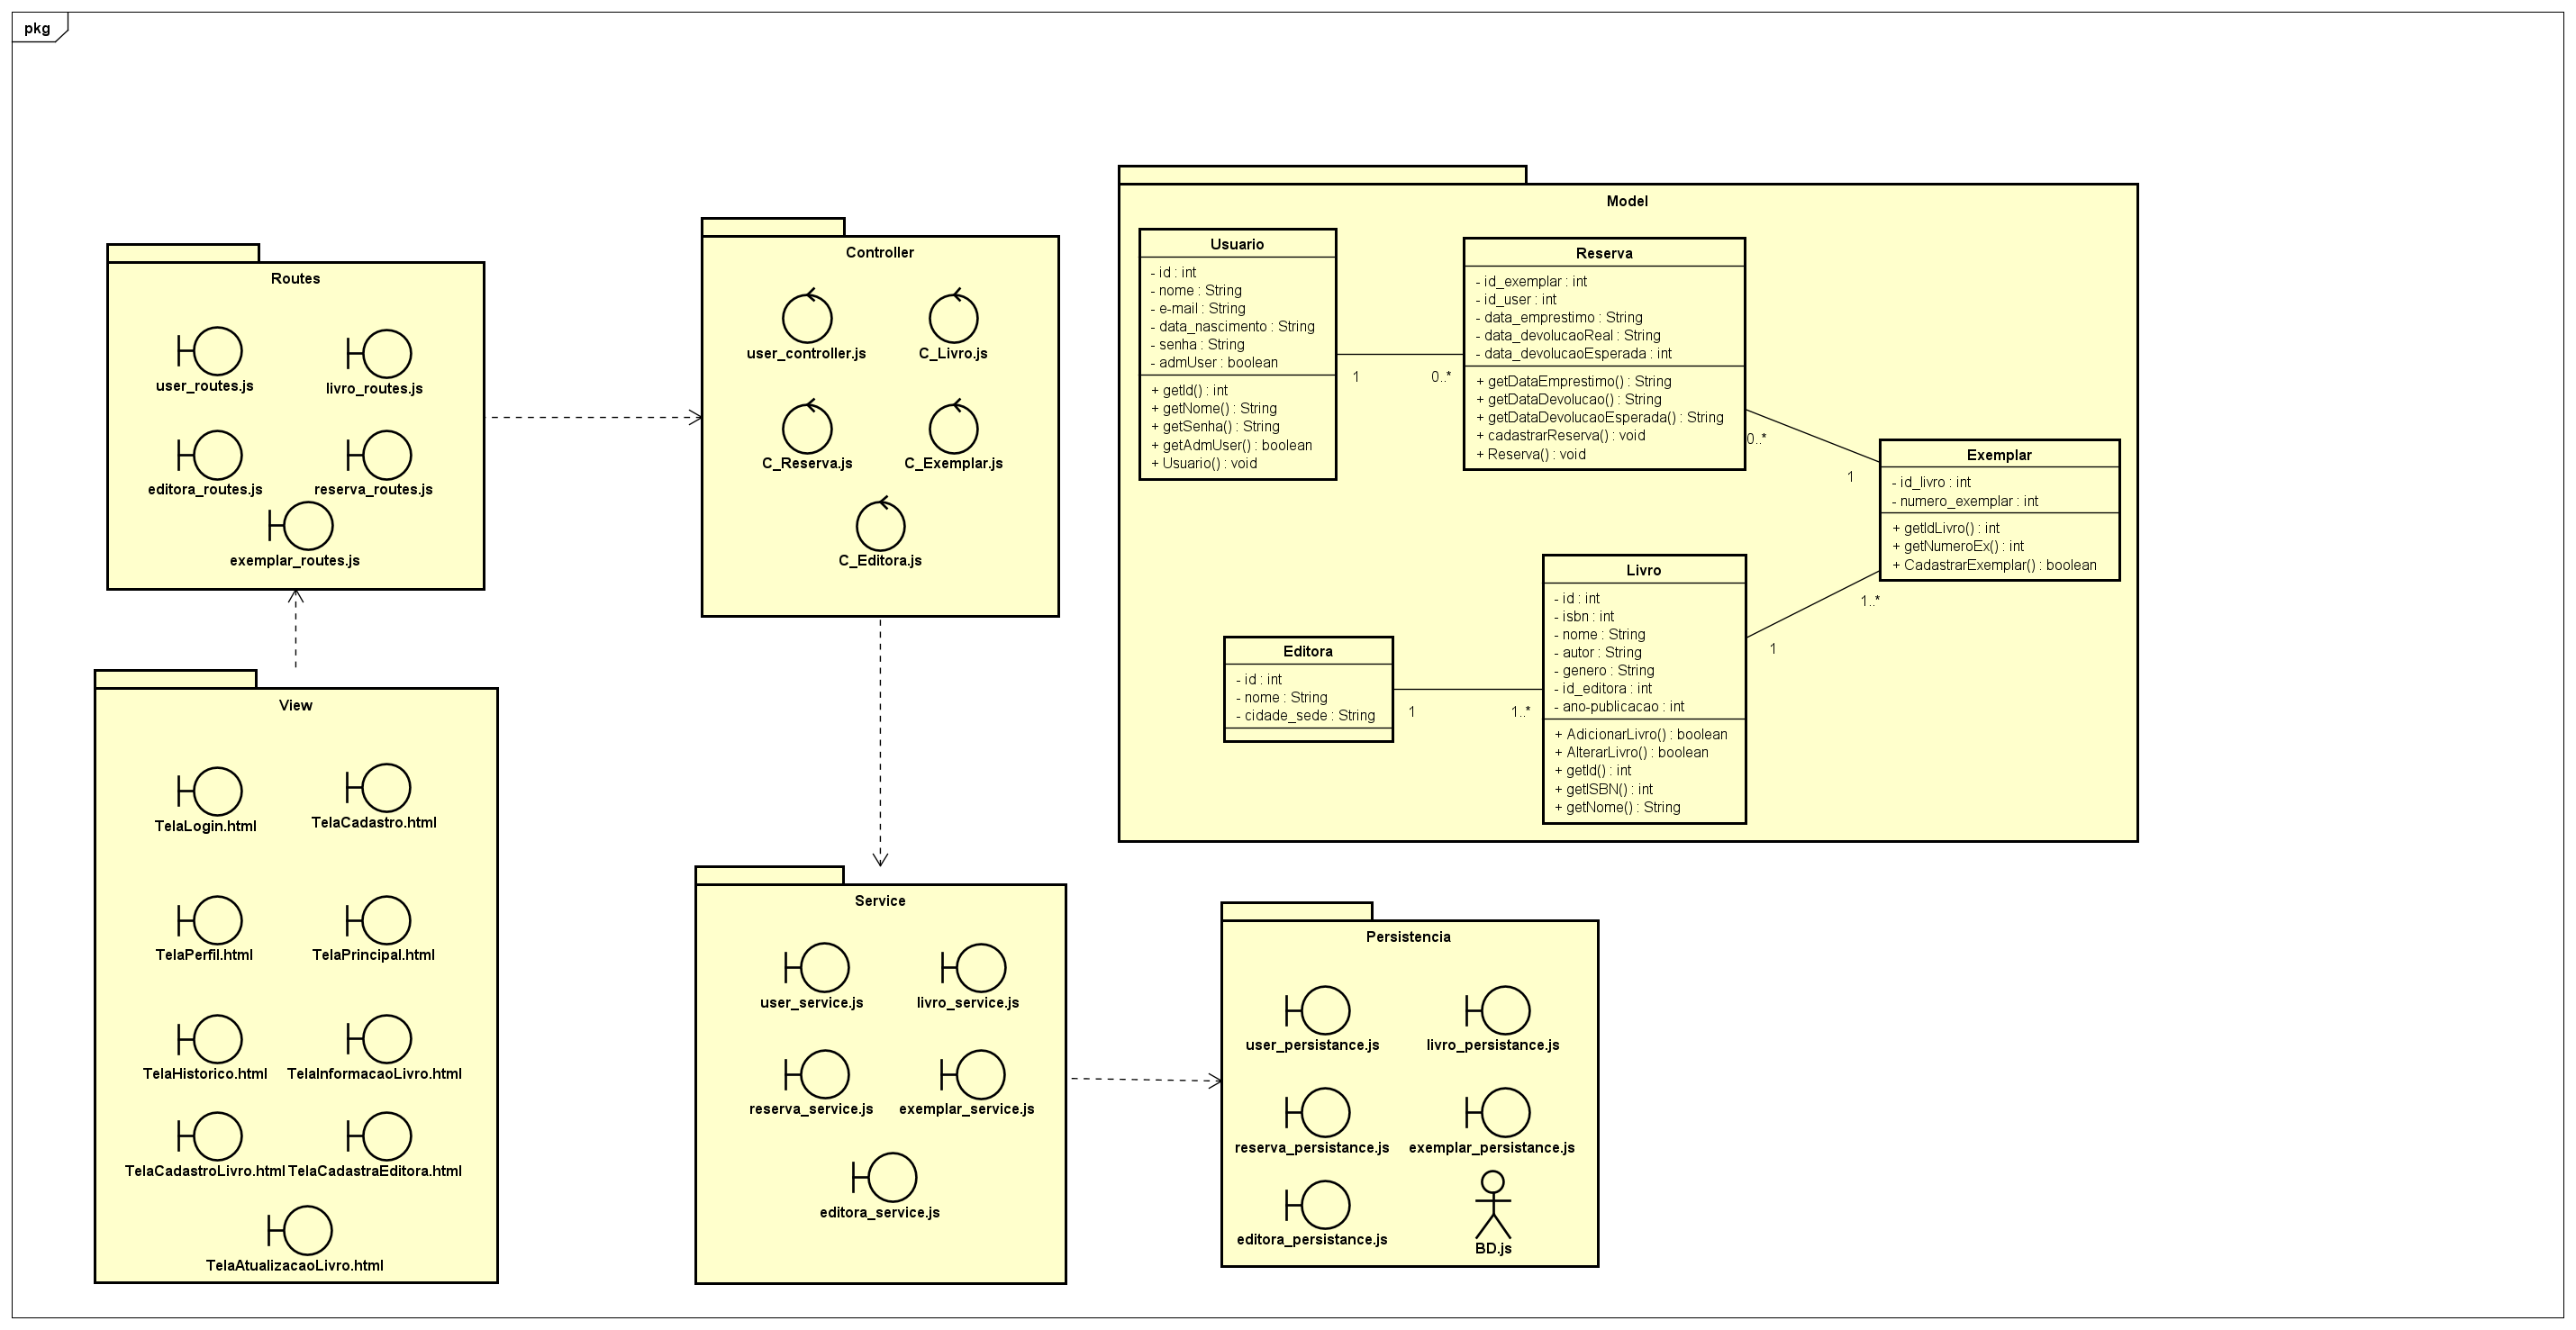 pkg
Routes
user_routes.js
livro_routes.js
editora_routes.js
reserva_routes.js
exemplar_routes.js
View
TelaLogin.html
TelaCadastro.html
TelaPerfil.html
TelaPrincipal.html
TelaHistorico.html
TelaInformacaoLivro.html
TelaCadastroLivro.html
TelaCadastraEditora.html
TelaAtualizacaoLivro.html
Controller
user_controller.js
C_Livro.js
C_Reserva.js
C_Exemplar.js
C_Editora.js
Service
user_service.js
livro_service.js
reserva_service.js
exemplar_service.js
editora_service.js
Model
Usuario
- id : int
- nome : String
- e-mail : String
- data_nascimento : String
- senha : String
- admUser : boolean
+ getId() : int
+ getNome() : String
+ getSenha() : String
+ getAdmUser() : boolean
+ Usuario() : void
1
0..*
Reserva
- id_exemplar : int
- id_user : int
- data_emprestimo : String
- data_devolucaoReal : String
- data_devolucaoEsperada : int
+ getDataEmprestimo() : String
+ getDataDevolucao() : String
+ getDataDevolucaoEsperada() : String
+ cadastrarReserva() : void
+ Reserva() : void
0..*
1
Exemplar
- id_livro : int
- numero_exemplar : int
+ getIdLivro() : int
+ getNumeroEx() : int
+ CadastrarExemplar() : boolean
1..*
1
Livro
- id : int
- isbn : int
- nome : String
- autor : String
- genero : String
- id_editora : int
- ano-publicacao : int
+ AdicionarLivro() : boolean
+ AlterarLivro() : boolean
+ getId() : int
+ getISBN() : int
+ getNome() : String
Editora
- id : int
- nome : String
- cidade_sede : String
1
1..*
Persistencia
user_persistance.js
livro_persistance.js
reserva_persistance.js
exemplar_persistance.js
editora_persistance.js
BD.js